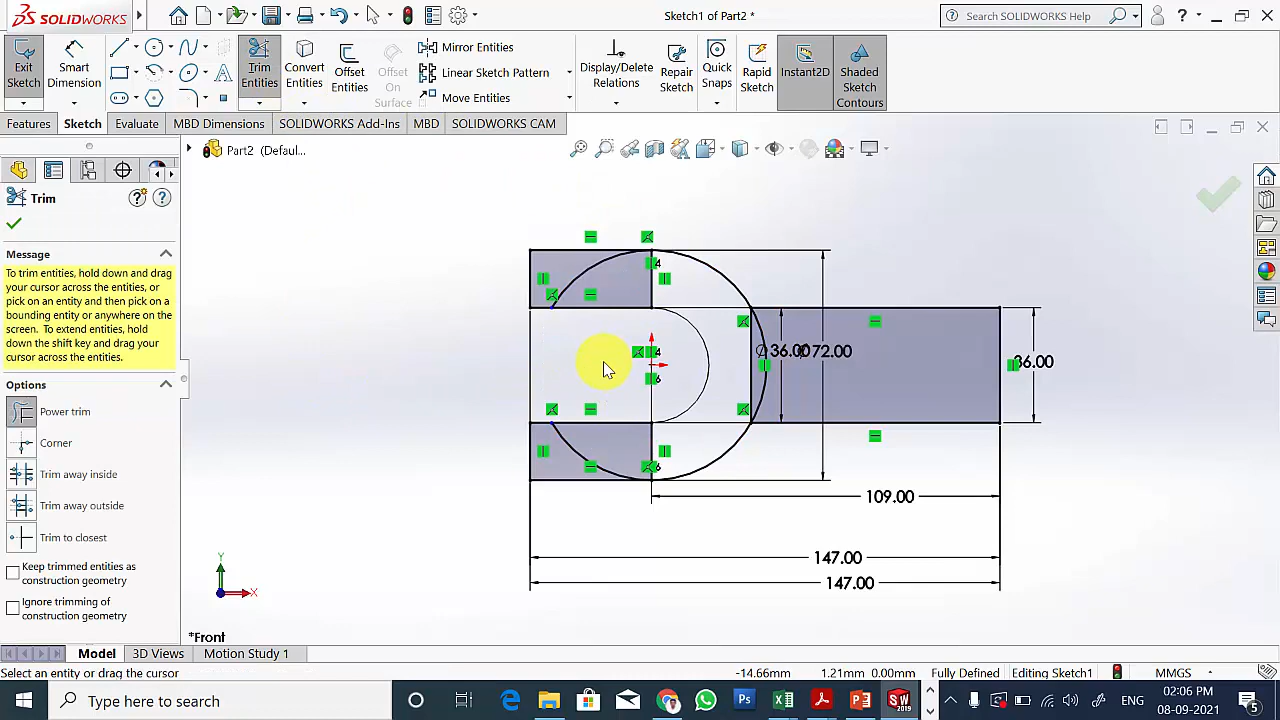 SOLIDWORKS
Sketch1 of Part2 *
Search SOLIDWORKS Help
Exit Sketch
Smart Dimension
Trim Entities
Convert Entities
Offset Entities
Offset On Surface
Mirror Entities
Linear Sketch Pattern
Move Entities
Display/Delete Relations
Repair Sketch
Quick Snaps
Rapid Sketch
Instant2D
Shaded Sketch Contours
Features
Sketch
Evaluate
MBD Dimensions
SOLIDWORKS Add-Ins
MBD
SOLIDWORKS CAM
Part2 (Defaul...
Trim
Message
To trim entities, hold down and drag
your cursor across the entities, or
pick on an entity and then pick on a
bounding entity or anywhere on the
screen. To extend entities, hold
down the shift key and drag your
cursor across the entities.
Options
Power trim
Corner
Trim away inside
Trim away outside
Trim to closest
Keep trimmed entities as
construction geometry
Ignore trimming of
construction geometry
4
4
6
6
∅36.00
∅72.00
36.00
109.00
147.00
147.00
Y
X
*Front
Model
3D Views
Motion Study 1
Select an entity or drag the cursor
-14.66mm
1.21mm 0.00mm
Fully Defined
Editing Sketch1
MMGS
Type here to search
ENG
02:06 PM
08-09-2021
5